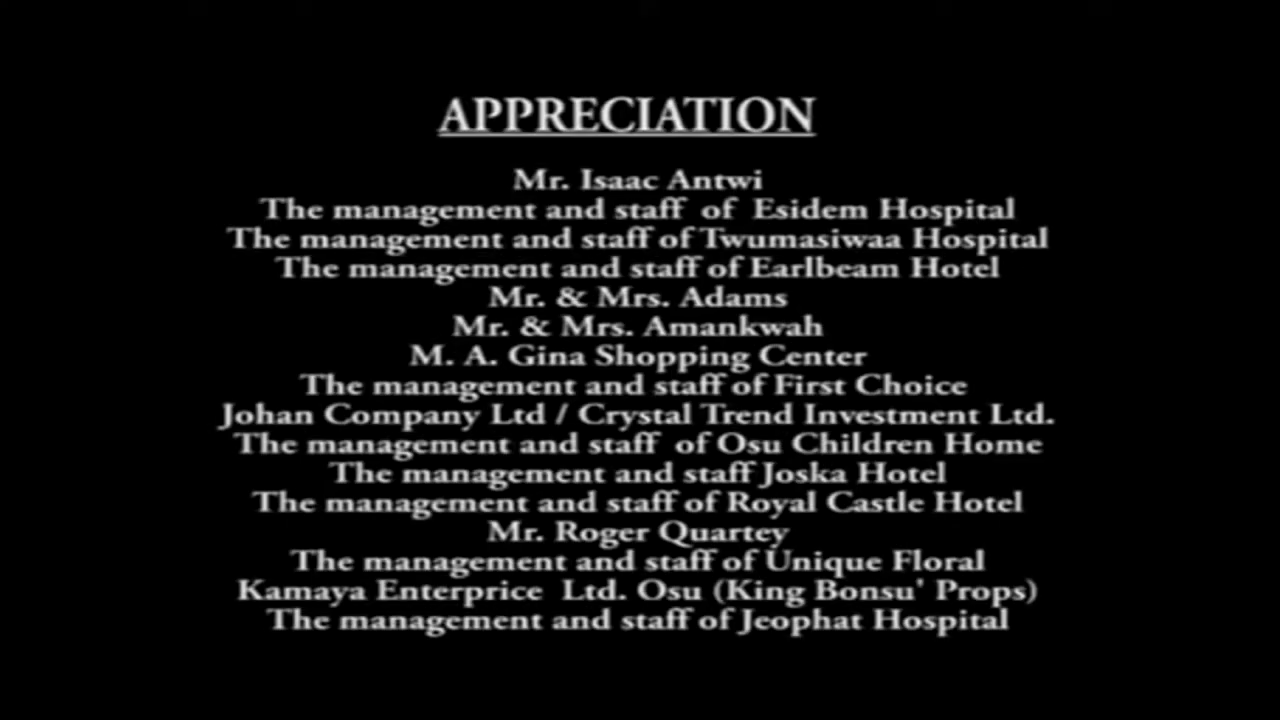 APPRECIATION
Mr. Isaac Antwi
The management and staff of Esidem Hospital
The management and staff of Twumasiwaa Hospital
The management and staff of Earlbeam Hotel
Mr. & Mrs. Adams
Mr. & Mrs. Amankwah
M. A. Gina Shopping Center
The management and staff of First Choice
Johan Company Ltd / Crystal Trend Investment Ltd.
The management and staff of Osu Children Home
The management and staff Joska Hotel
The management and staff of Royal Castle Hotel
Mr. Roger Quartey
The management and staff of Unique Floral
Kamaya Enterprice Ltd. Osu (King Bonsu' Props)
The management and staff of Jeophat Hospital